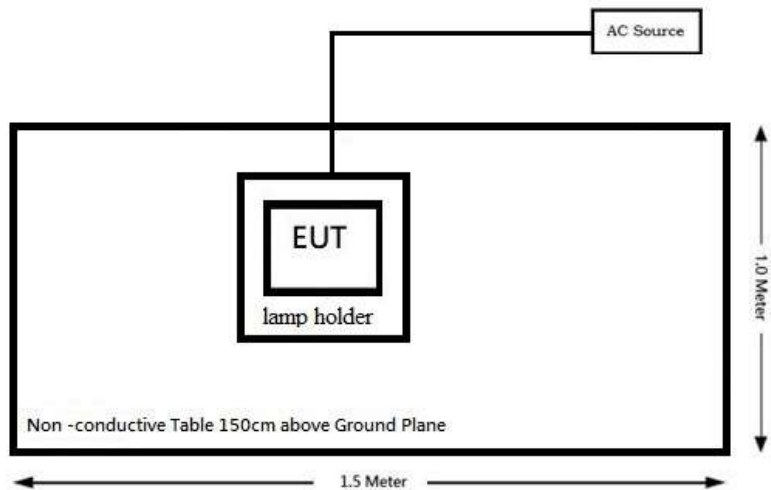 AC Source
EUT
lamp holder
1.0 Meter
Non -conductive Table 150cm above Ground Plane
1.5 Meter